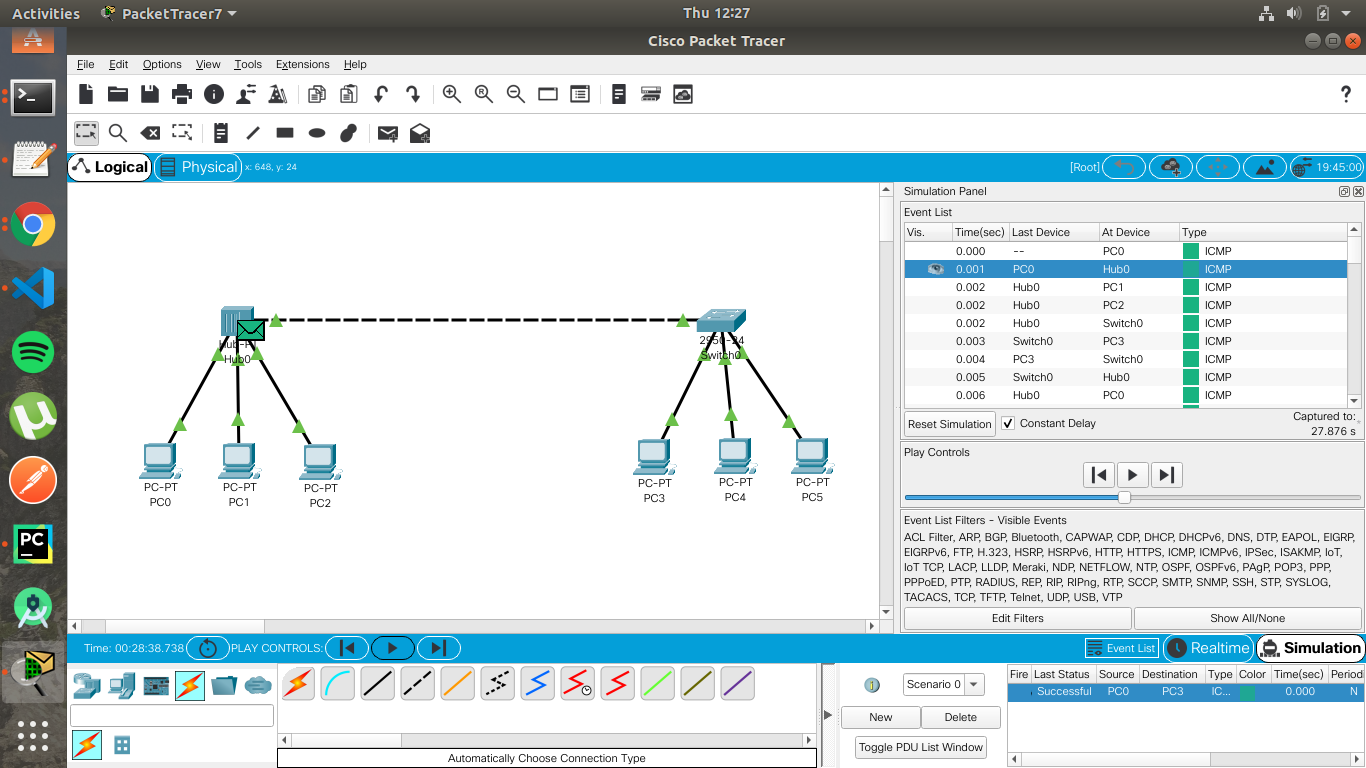 Activities PacketTracer7 Thu 12:27
Cisco Packet Tracer
File Edit Options View Tools Extensions Help
?
Logical Physical x: 648, y: 24 [Root] 19:45:00
Hub-PT
Hub0
2950-24
Switch0
PC-PT
PC0
PC-PT
PC1
PC-PT
PC2
PC-PT
PC3
PC-PT
PC4
PC-PT
PC5
Simulation Panel
Event List
Vis. Time(sec) Last Device At Device Type
0.000 -- PC0 ICMP
0.001 PC0 Hub0 ICMP
0.002 Hub0 PC1 ICMP
0.002 Hub0 PC2 ICMP
0.002 Hub0 Switch0 ICMP
0.003 Switch0 PC3 ICMP
0.004 PC3 Switch0 ICMP
0.005 Switch0 Hub0 ICMP
0.006 Hub0 PC0 ICMP
Reset Simulation Constant Delay Captured to:
27.876 s
Play Controls
Event List Filters - Visible Events
ACL Filter, ARP, BGP, Bluetooth, CAPWAP, CDP, DHCP, DHCPv6, DNS, DTP, EAPOL, EIGRP,
EIGRPv6, FTP, H.323, HSRP, HSRPv6, HTTP, HTTPS, ICMP, ICMPv6, IPSec, ISAKMP, IoT,
IoT TCP, LACP, LLDP, Meraki, NDP, NETFLOW, NTP, OSPF, OSPFv6, PAgP, POP3, PPP,
PPPoED, PTP, RADIUS, REP, RIP, RIPng, RTP, SCCP, SMTP, SNMP, SSH, STP, SYSLOG,
TACACS, TCP, TFTP, Telnet, UDP, USB, VTP
Edit Filters Show All/None
Time: 00:28:38.738 PLAY CONTROLS: Event List Realtime Simulation
Scenario 0
New Delete
Toggle PDU List Window
Fire Last Status Source Destination Type Color Time(sec) Period
Successful PC0 PC3 IC... 0.000 N
Automatically Choose Connection Type
PC